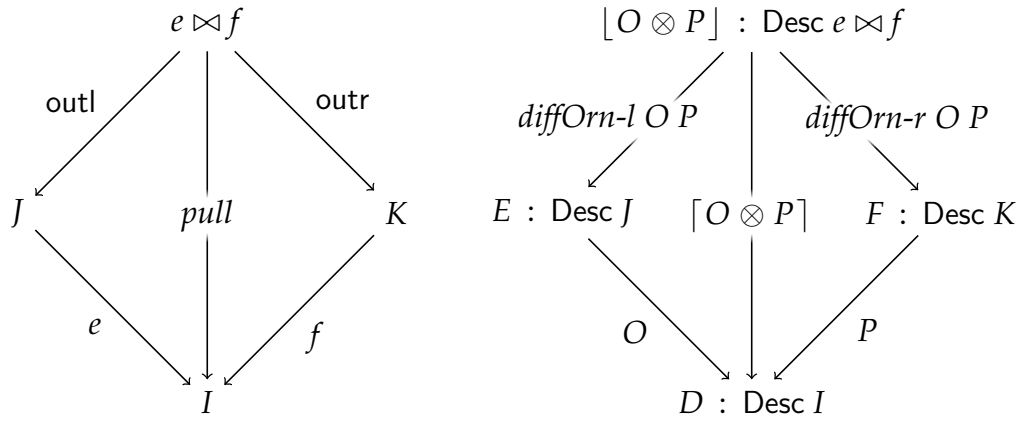 e ⋈ f
outl
outr
J
pull
K
e
f
I
⌊O ⊗ P⌋ : Desc e ⋈ f
diffOrn-l O P
diffOrn-r O P
E : Desc J
⌈O ⊗ P⌉
F : Desc K
O
P
D : Desc I